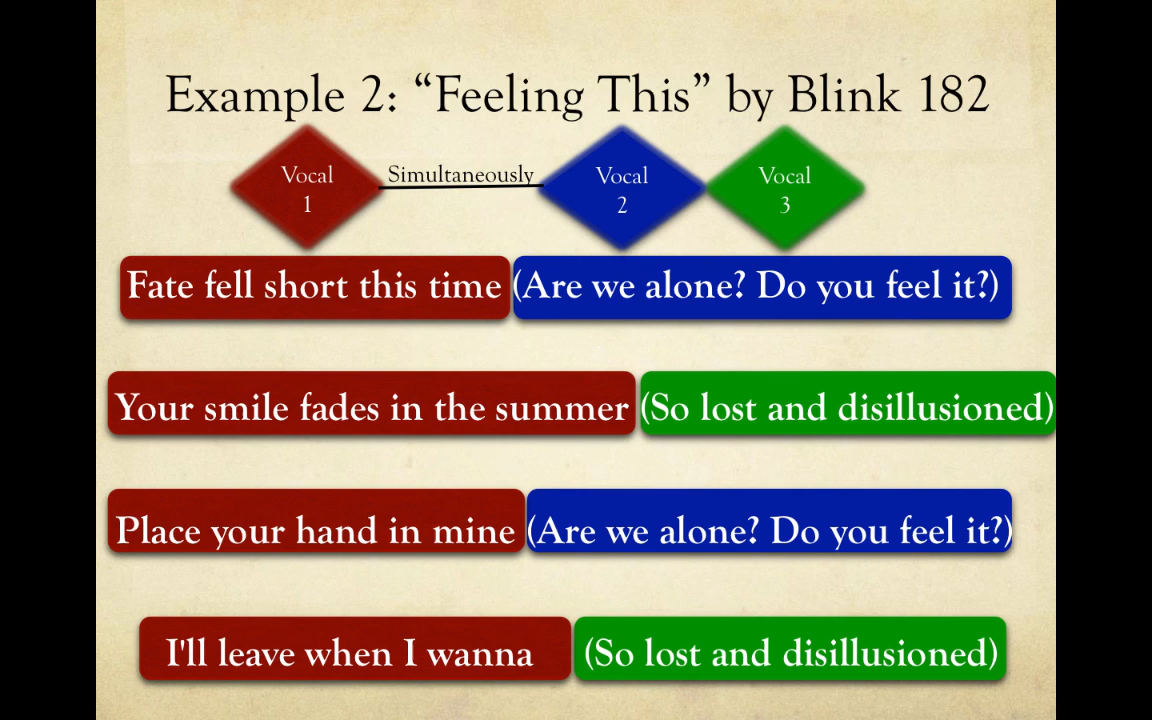 Example 2: “Feeling This” by Blink 182
Vocal
1
Simultaneously
Vocal
2
Vocal
3
Fate fell short this time (Are we alone? Do you feel it?)
Your smile fades in the summer (So lost and disillusioned)
Place your hand in mine (Are we alone? Do you feel it?)
I'll leave when I wanna (So lost and disillusioned)